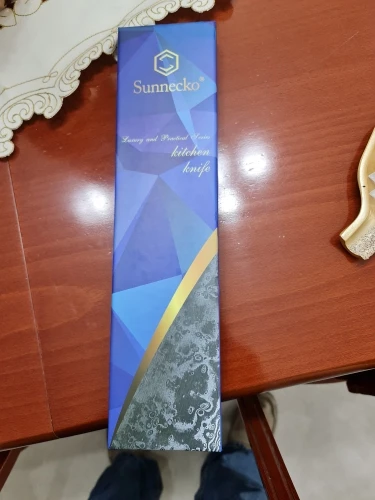 Sunnecko®
Luxury and Practical Series
kitchen
knife